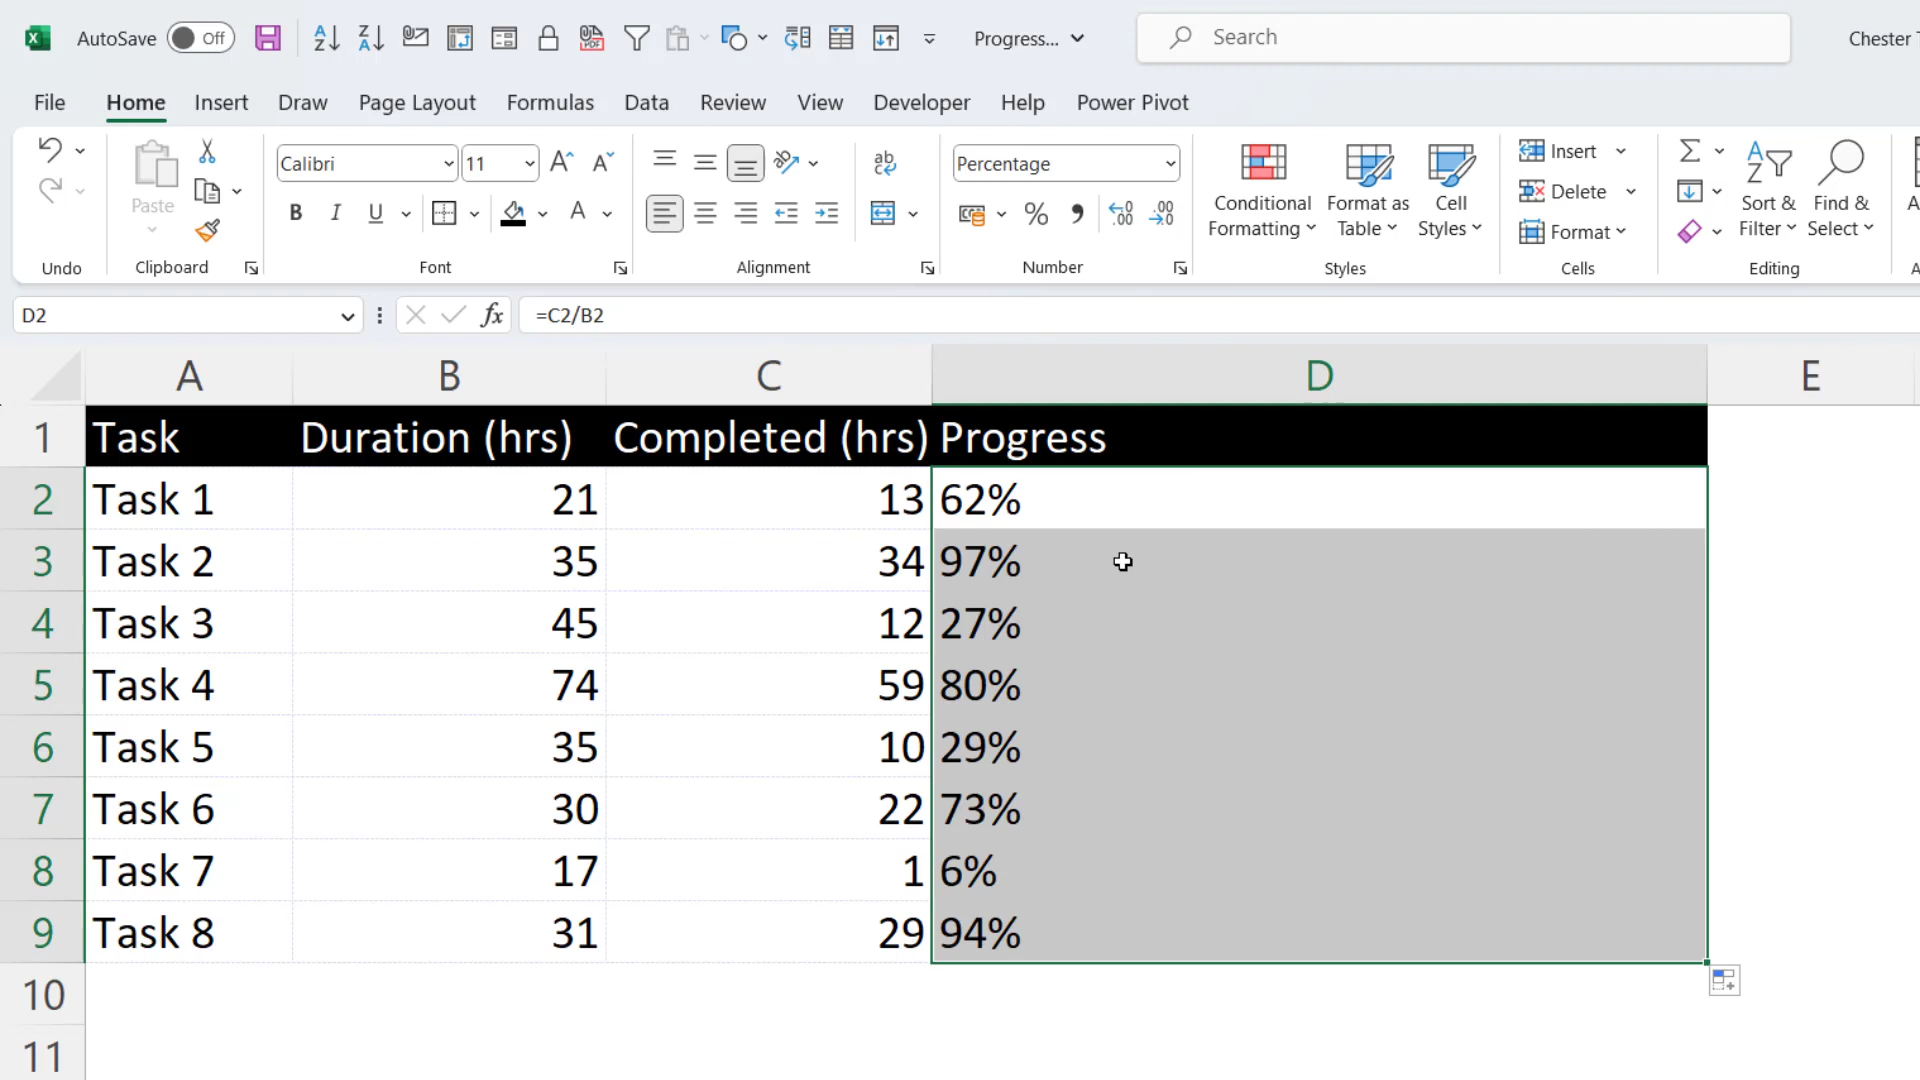 AutoSave Off Progress... Search Chester
File Home Insert Draw Page Layout Formulas Data Review View Developer Help Power Pivot
Calibri 11 Percentage Insert
Paste Delete
Conditional Formatting Format as Table Cell Styles Format Sort & Filter Find & Select
Undo Clipboard Font Alignment Number Styles Cells Editing
D2 fx =C2/B2
A B C D E
1 Task Duration (hrs) Completed (hrs) Progress
2 Task 1 21 13 62%
3 Task 2 35 34 97%
4 Task 3 45 12 27%
5 Task 4 74 59 80%
6 Task 5 35 10 29%
7 Task 6 30 22 73%
8 Task 7 17 1 6%
9 Task 8 31 29 94%
10
11